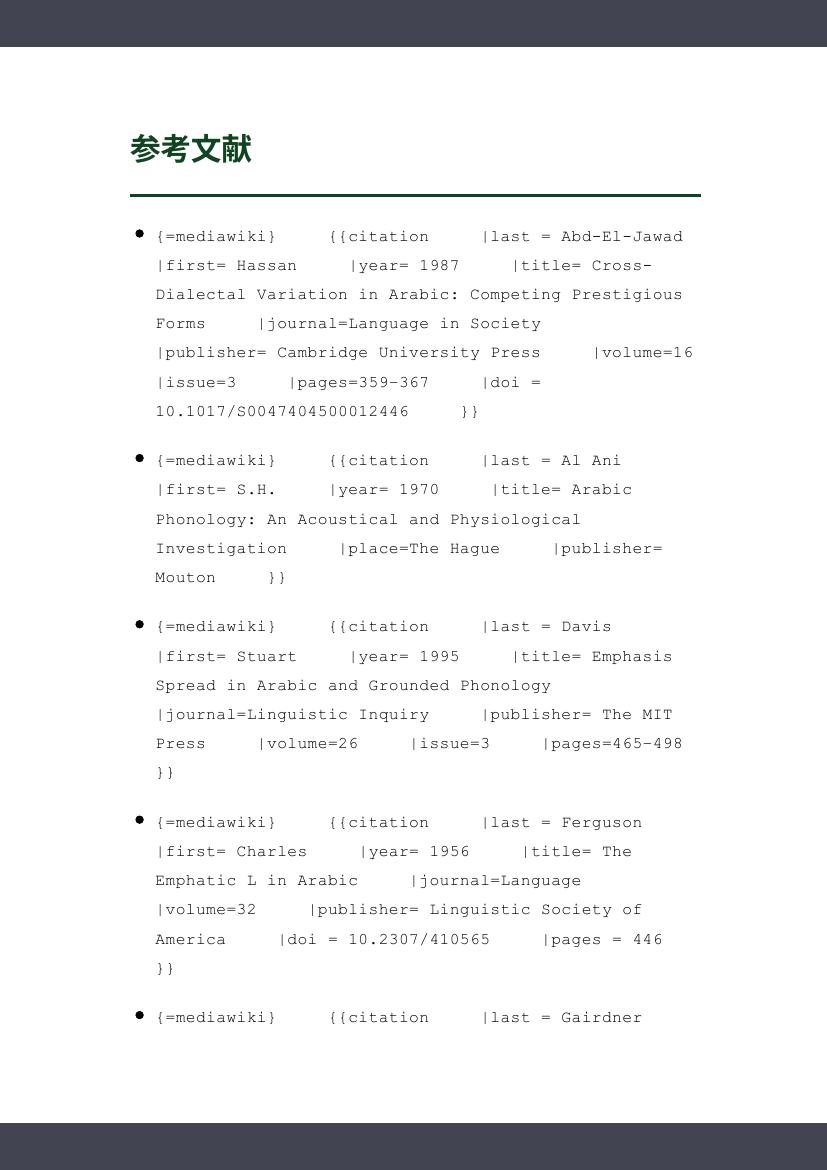 参考文献
● {=mediawiki} {{citation |last = Abd-El-Jawad
|first= Hassan |year= 1987 |title= Cross-
Dialectal Variation in Arabic: Competing Prestigious
Forms |journal=Language in Society
|publisher= Cambridge University Press |volume=16
|issue=3 |pages=359–367 |doi =
10.1017/S0047404500012446 }}
● {=mediawiki} {{citation |last = Al Ani
|first= S.H. |year= 1970 |title= Arabic
Phonology: An Acoustical and Physiological
Investigation |place=The Hague |publisher=
Mouton }}
● {=mediawiki} {{citation |last = Davis
|first= Stuart |year= 1995 |title= Emphasis
Spread in Arabic and Grounded Phonology
|journal=Linguistic Inquiry |publisher= The MIT
Press |volume=26 |issue=3 |pages=465–498
}}
● {=mediawiki} {{citation |last = Ferguson
|first= Charles |year= 1956 |title= The
Emphatic L in Arabic |journal=Language
|volume=32 |publisher= Linguistic Society of
America |doi = 10.2307/410565 |pages = 446
}}
● {=mediawiki} {{citation |last = Gairdner